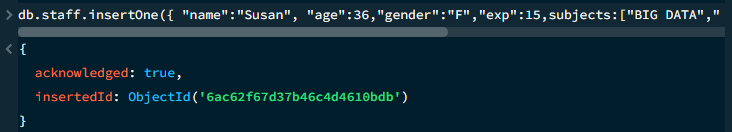 > db.staff.insertOne({ "name":"Susan", "age":36,"gender":"F","exp":15,subjects:["BIG DATA","
< {
acknowledged: true,
insertedId: ObjectId('6ac62f67d37b46c4d4610bdb')
}